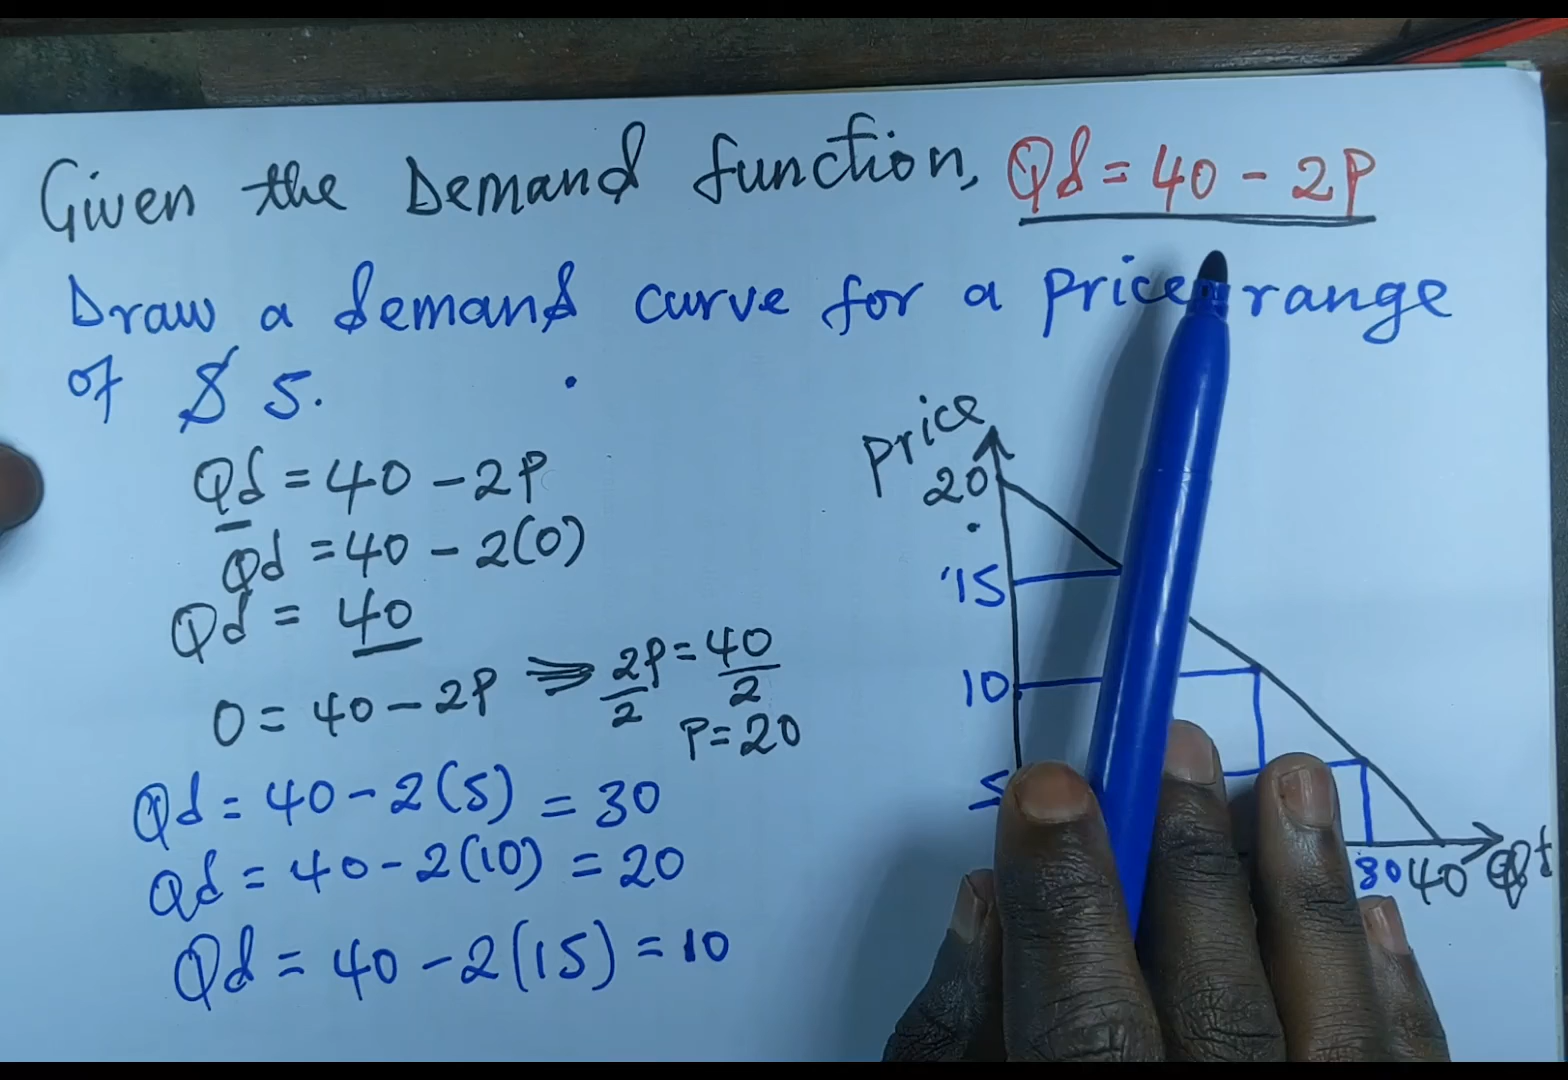 Given the Demand function, Qd = 40 - 2P
Draw a demand curve for a price range
of $ 5.
Qd = 40 - 2P
Qd = 40 - 2(0)
Qd = 40
0 = 40 - 2P ⇒ 2P/2 = 40/2
P = 20
Qd = 40 - 2(5) = 30
Qd = 40 - 2(10) = 20
Qd = 40 - 2(15) = 10
Price
20
15
10
5
30 40 Qt